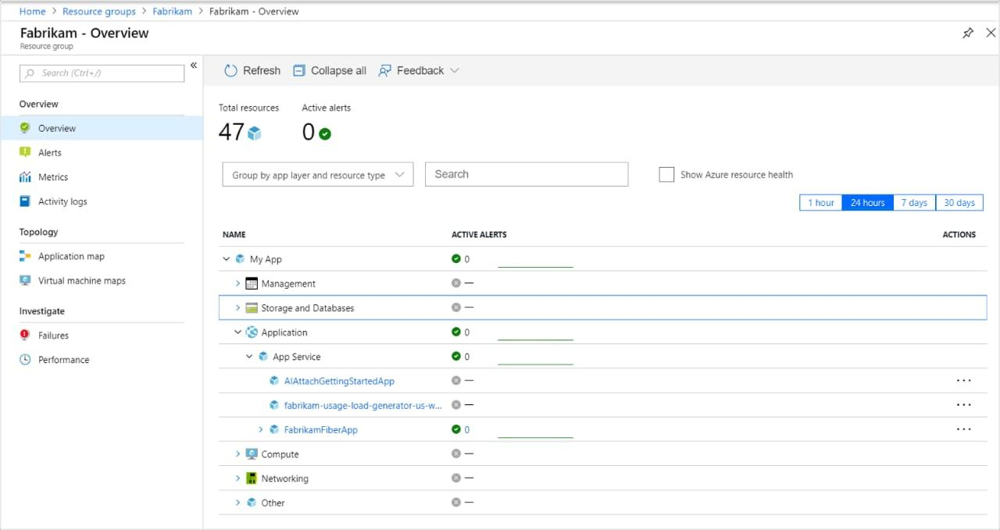 Home > Resource groups > Fabrikam > Fabrikam - Overview
Fabrikam - Overview
Resource group
Search (Ctrl+/)
Overview
Overview
Alerts
Metrics
Activity logs
Topology
Application map
Virtual machine maps
Investigate
Failures
Performance
Refresh Collapse all Feedback
Total resources Active alerts
47 0
Group by app layer and resource type Search Show Azure resource health
1 hour 24 hours 7 days 30 days
NAME ACTIVE ALERTS ACTIONS
My App 0
Management —
Storage and Databases —
Application 0
App Service 0
AIAttachGettingStartedApp — ...
fabrikam-usage-load-generator-us-w... — ...
FabrikamFiberApp 0 ...
Compute —
Networking —
Other —